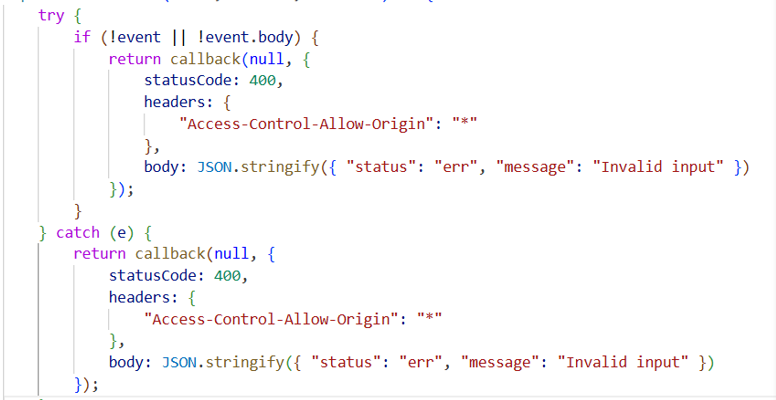 try {
if (!event || !event.body) {
return callback(null, {
statusCode: 400,
headers: {
"Access-Control-Allow-Origin": "*"
},
body: JSON.stringify({ "status": "err", "message": "Invalid input" })
});
}
} catch (e) {
return callback(null, {
statusCode: 400,
headers: {
"Access-Control-Allow-Origin": "*"
},
body: JSON.stringify({ "status": "err", "message": "Invalid input" })
});